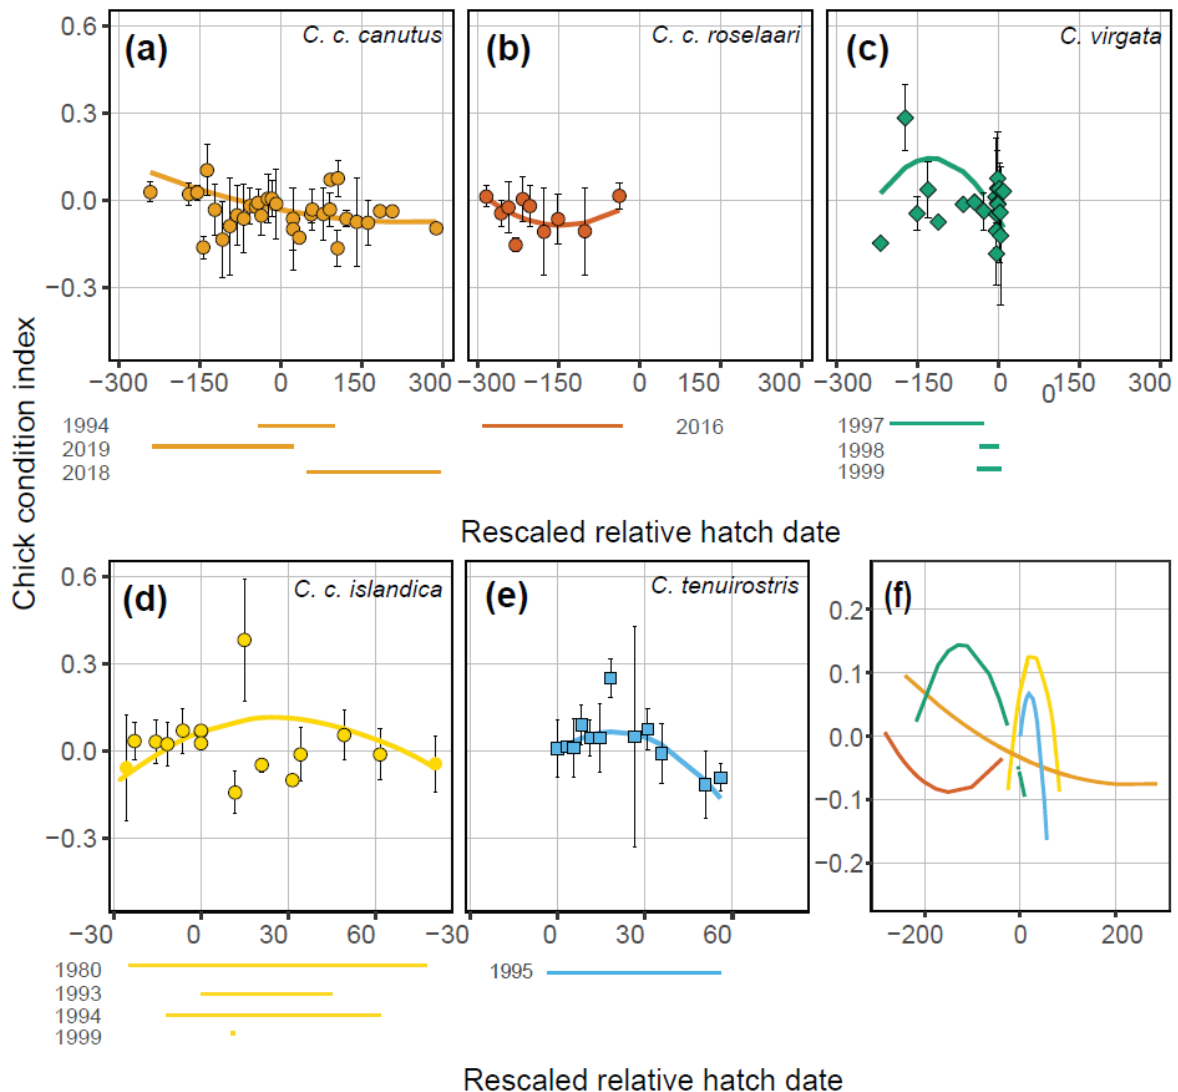 (a) C. c. canutus
(b) C. c. roselaari
(c) C. virgata
0.6
0.3
0.0
−0.3
−300 −150 0 150 300
−300 −150 0 150 300
−300 −150 0 0 150 300
1994
2019
2018
2016
1997
1998
1999
Chick condition index
Rescaled relative hatch date
(d) C. c. islandica
(e) C. tenuirostris
(f)
0.6
0.3
0.0
−0.3
0.2
0.1
0.0
−0.1
−0.2
−30 0 30 60 −30
0 30 60
−200 0 200
1980
1993
1994
1999
1995
Rescaled relative hatch date